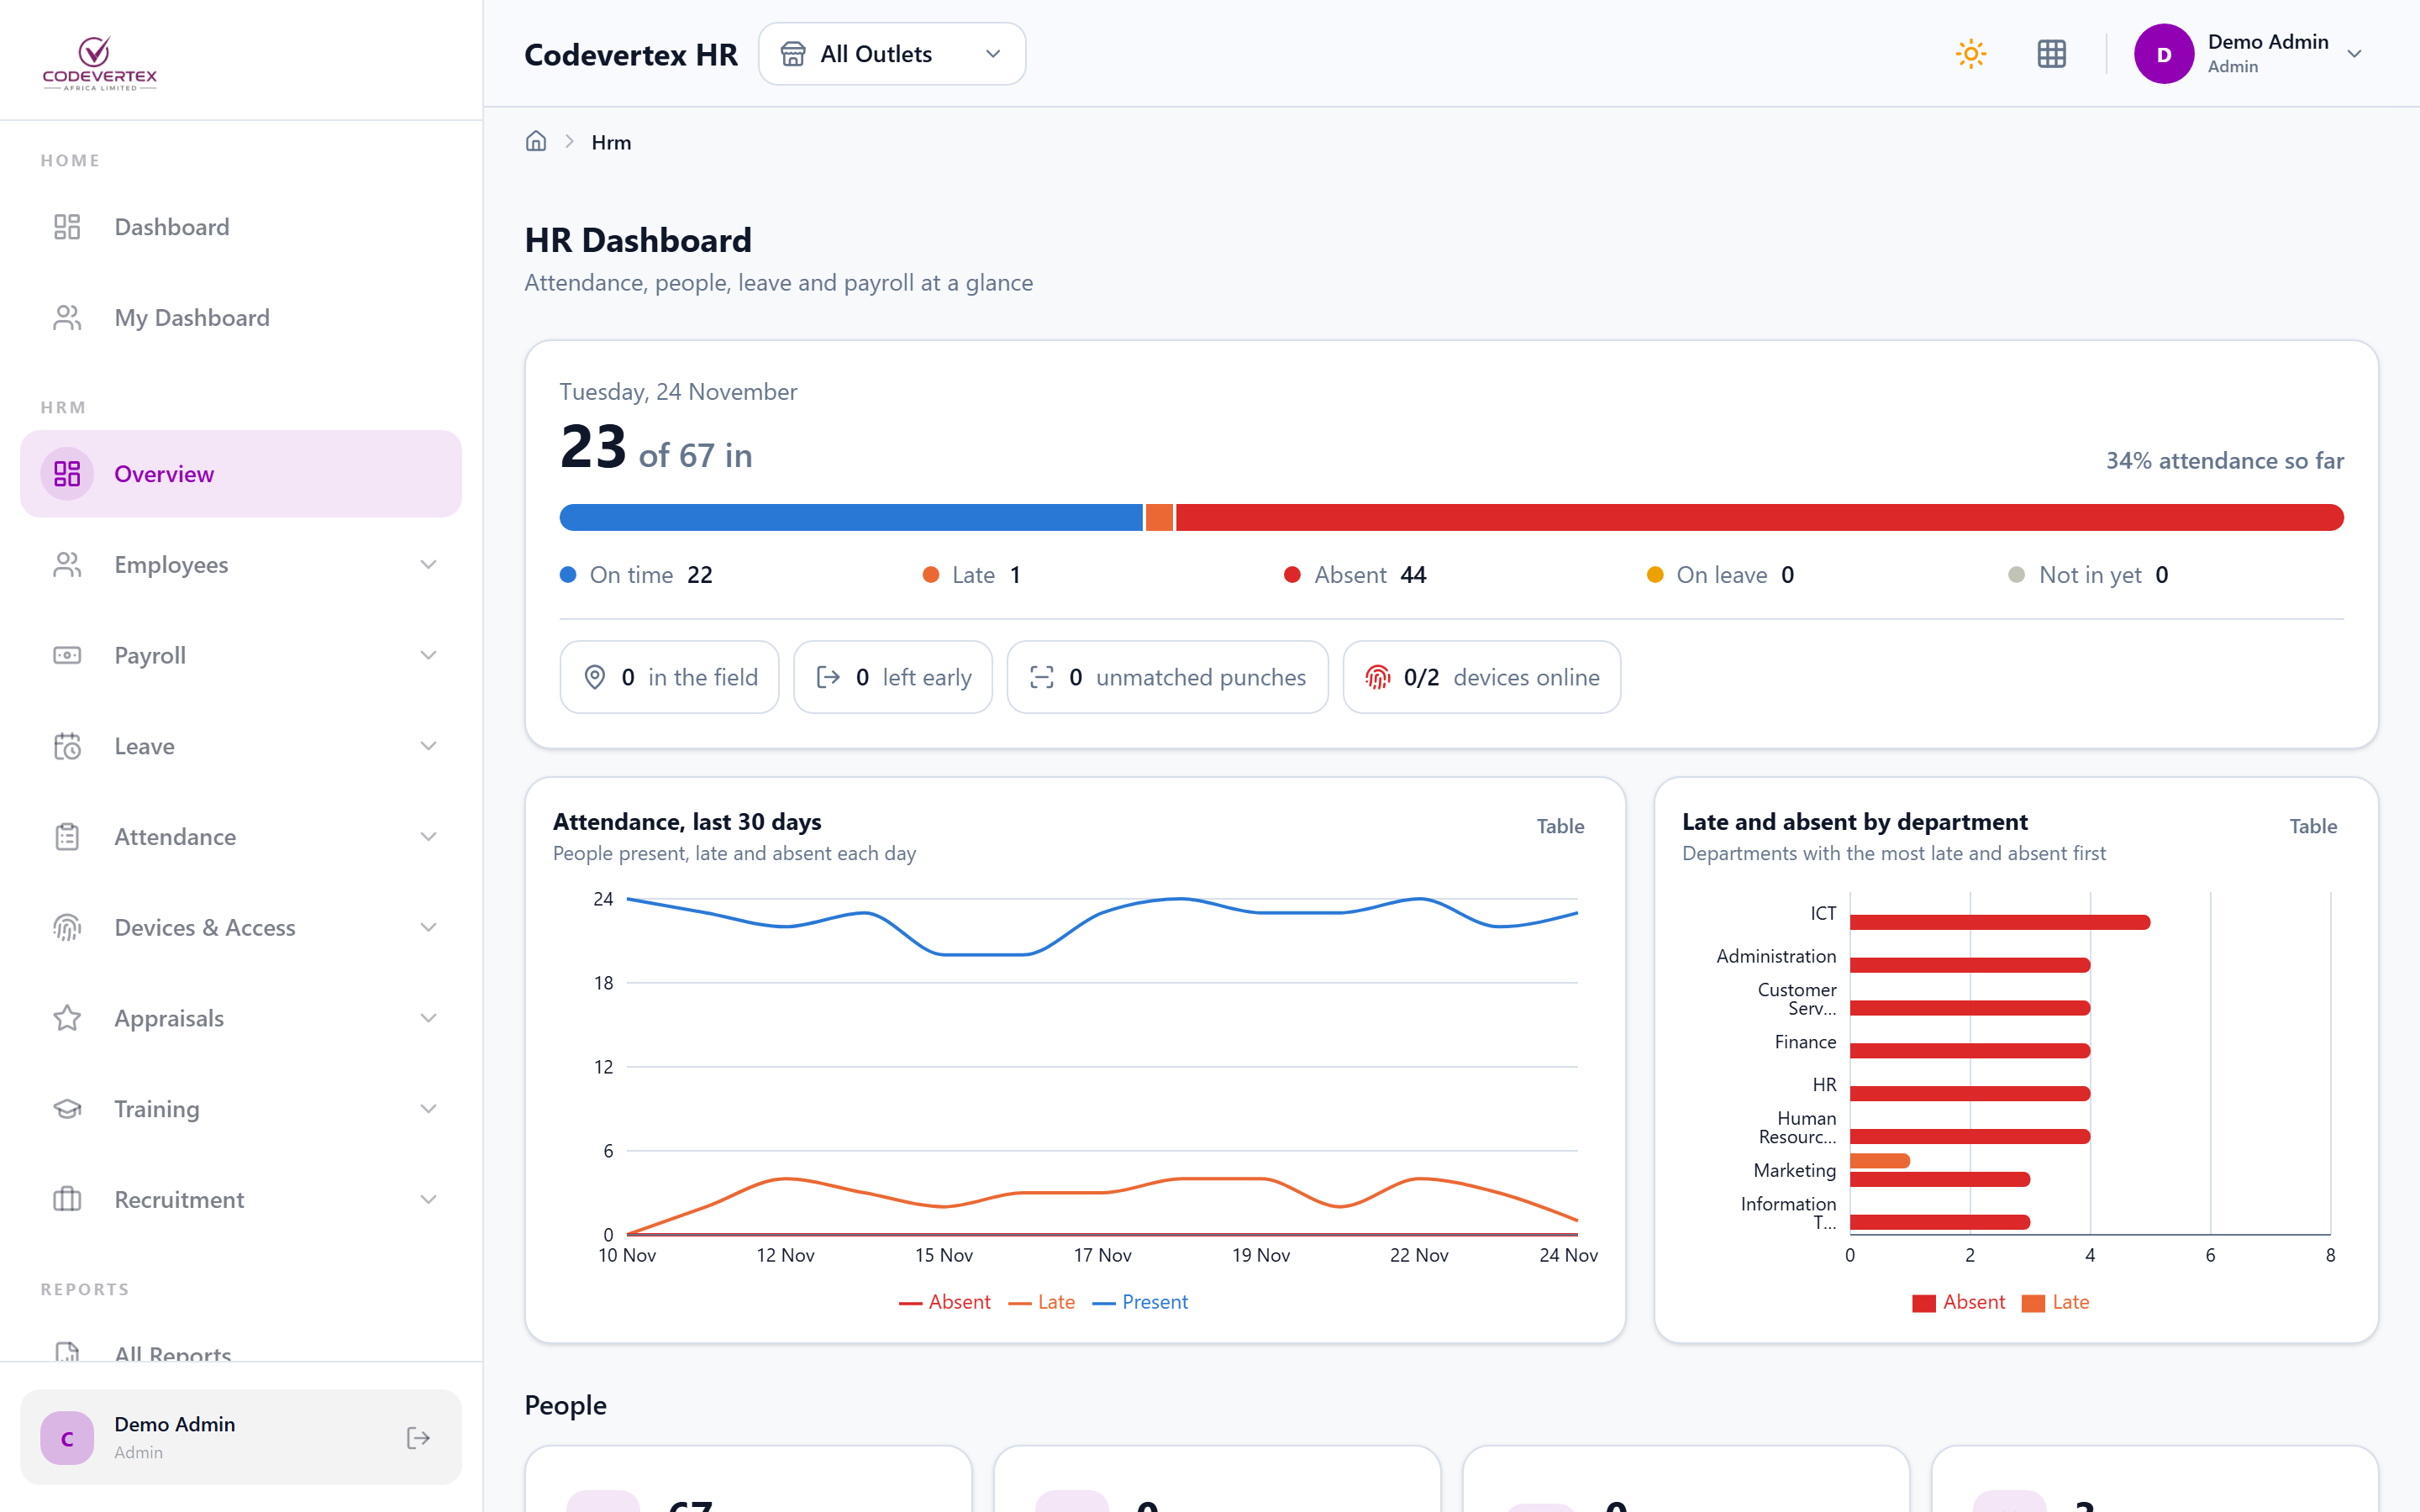 CODEVERTEX
AFRICA LIMITED
HOME
Dashboard
My Dashboard
HRM
Overview
Employees
Payroll
Leave
Attendance
Devices & Access
Appraisals
Training
Recruitment
REPORTS
All Reports
C
Demo Admin
Admin
Codevertex HR
All Outlets
D
Demo Admin
Admin
Hrm
HR Dashboard
Attendance, people, leave and payroll at a glance
Tuesday, 24 November
23 of 67 in
34% attendance so far
On time 22
Late 1
Absent 44
On leave 0
Not in yet 0
0 in the field
0 left early
0 unmatched punches
0/2 devices online
Attendance, last 30 days
Table
People present, late and absent each day
24
18
12
6
0
10 Nov
12 Nov
15 Nov
17 Nov
19 Nov
22 Nov
24 Nov
Absent
Late
Present
Late and absent by department
Table
Departments with the most late and absent first
ICT
Administration
Customer
Serv...
Finance
HR
Human
Resourc...
Marketing
Information
T...
0
2
4
6
8
Absent
Late
People
67
0
0